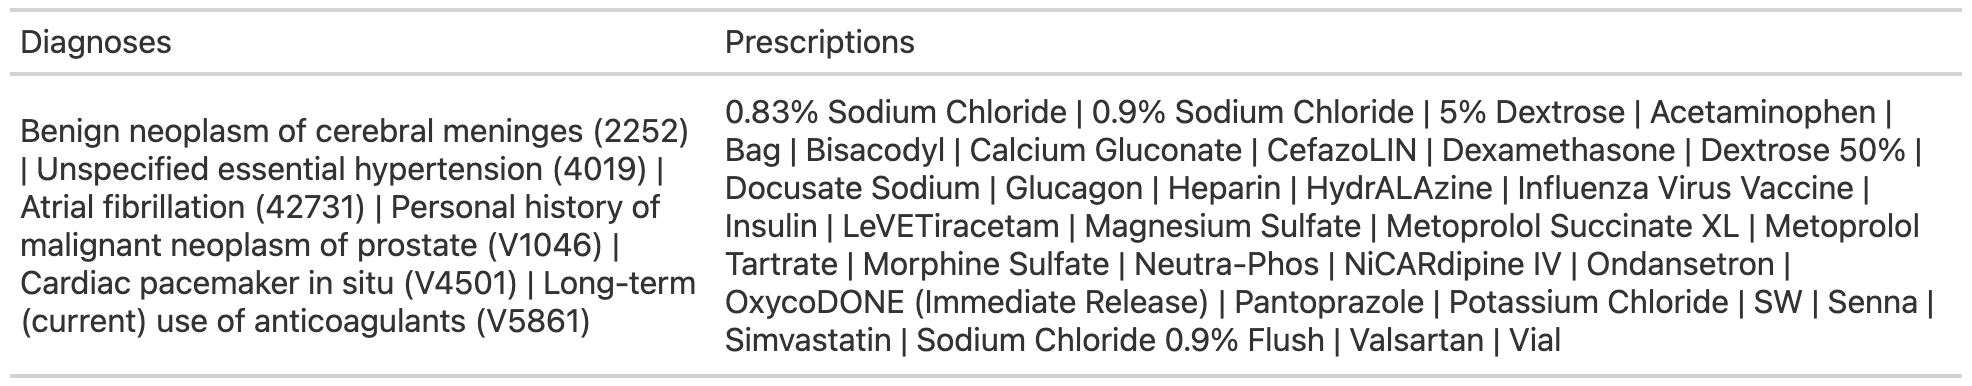 Diagnoses
Prescriptions
Benign neoplasm of cerebral meninges (2252)
| Unspecified essential hypertension (4019) |
Atrial fibrillation (42731) | Personal history of
malignant neoplasm of prostate (V1046) |
Cardiac pacemaker in situ (V4501) | Long-term
(current) use of anticoagulants (V5861)
0.83% Sodium Chloride | 0.9% Sodium Chloride | 5% Dextrose | Acetaminophen |
Bag | Bisacodyl | Calcium Gluconate | CefazoLIN | Dexamethasone | Dextrose 50% |
Docusate Sodium | Glucagon | Heparin | HydrALAzine | Influenza Virus Vaccine |
Insulin | LeVETiracetam | Magnesium Sulfate | Metoprolol Succinate XL | Metoprolol
Tartrate | Morphine Sulfate | Neutra-Phos | NiCARdipine IV | Ondansetron |
OxycoDONE (Immediate Release) | Pantoprazole | Potassium Chloride | SW | Senna |
Simvastatin | Sodium Chloride 0.9% Flush | Valsartan | Vial